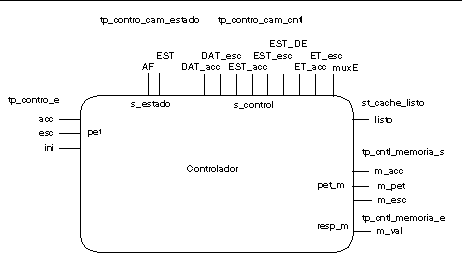 tp_contro_cam_estado tp_contro_cam_cntl
EST_DE
EST DAT_esc EST_esc ET_esc
AF DAT_acc EST_acc ET_acc muxE
tp_contro_e s_estado s_control st_cache_listo
acc listo
esc pet
ini
tp_cntl_memoria_s
Controlador m_acc
pet_m m_pet
m_esc
tp_cntl_memoria_e
resp_m m_val